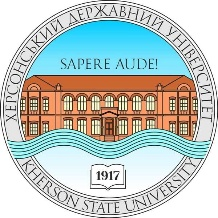 ХЕРСОНСЬКИЙ ДЕРЖАВНИЙ УНІВЕРСИТЕТ
SAPERE AUDE!
1917
KHERSON STATE UNIVERSITY